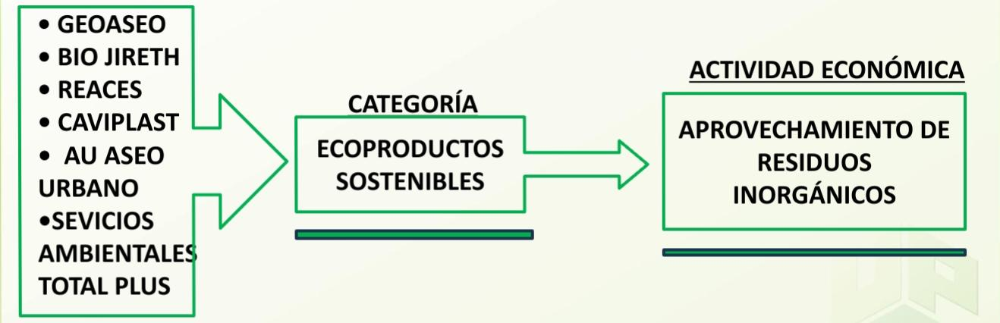 • GEOASEO
• BIO JIRETH
• REACES
• CAVIPLAST
• AU ASEO
URBANO
•SEVICIOS
AMBIENTALES
TOTAL PLUS
CATEGORÍA
ECOPRODUCTOS
SOSTENIBLES
ACTIVIDAD ECONÓMICA
APROVECHAMIENTO DE
RESIDUOS
INORGÁNICOS